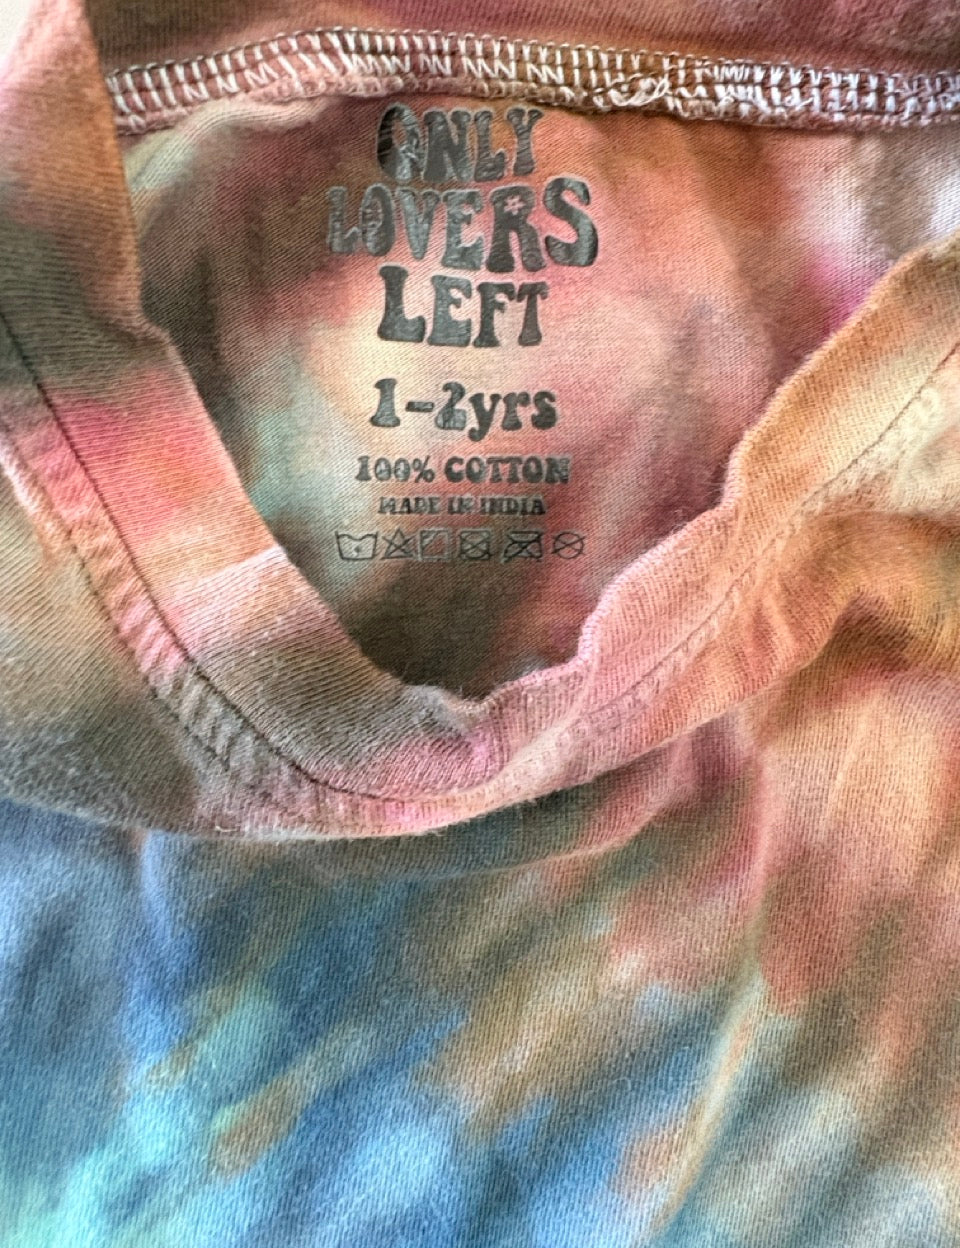 ONLY
LOVERS
LEFT
1-2yrs
100% COTTON
MADE IN INDIA